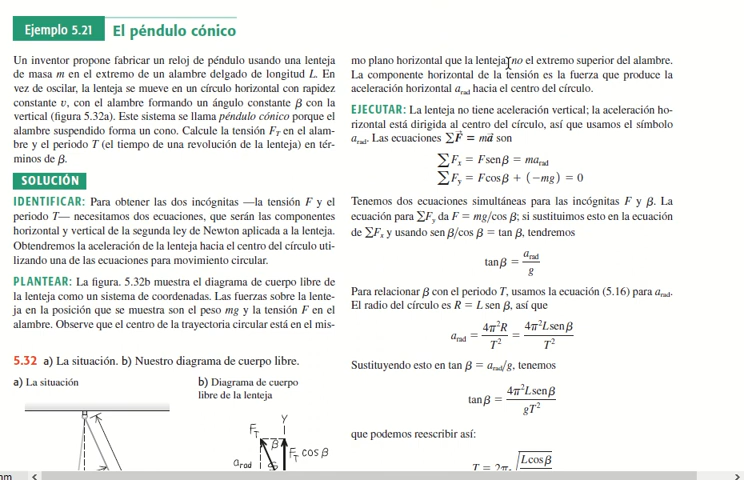 Ejemplo 5.21 El péndulo cónico
Un inventor propone fabricar un reloj de péndulo usando una lenteja
de masa m en el extremo de un alambre delgado de longitud L. En
vez de oscilar, la lenteja se mueve en un círculo horizontal con rapidez
constante v, con el alambre formando un ángulo constante β con la
vertical (figura 5.32a). Este sistema se llama péndulo cónico porque el
alambre suspendido forma un cono. Calcule la tensión F_T en el alam-
bre y el periodo T (el tiempo de una revolución de la lenteja) en tér-
minos de β.
SOLUCIÓN
IDENTIFICAR: Para obtener las dos incógnitas —la tensión F y el
periodo T— necesitamos dos ecuaciones, que serán las componentes
horizontal y vertical de la segunda ley de Newton aplicada a la lenteja.
Obtendremos la aceleración de la lenteja hacia el centro del círculo uti-
lizando una de las ecuaciones para movimiento circular.
PLANTEAR: La figura. 5.32b muestra el diagrama de cuerpo libre de
la lenteja como un sistema de coordenadas. Las fuerzas sobre la lente-
ja en la posición que se muestra son el peso mg y la tensión F en el
alambre. Observe que el centro de la trayectoria circular está en el mis-
5.32 a) La situación. b) Nuestro diagrama de cuerpo libre.
a) La situación
b) Diagrama de cuerpo
libre de la lenteja
Y
F_T
β
F_T cos β
a_rad
mo plano horizontal que la lenteja, no el extremo superior del alambre.
La componente horizontal de la tensión es la fuerza que produce la
aceleración horizontal a_rad hacia el centro del círculo.
EJECUTAR: La lenteja no tiene aceleración vertical; la aceleración ho-
rizontal está dirigida al centro del círculo, así que usamos el símbolo
a_rad. Las ecuaciones ∑F⃗ = ma⃗ son
∑F_x = F sen β = ma_rad
∑F_y = F cos β + (−mg) = 0
Tenemos dos ecuaciones simultáneas para las incógnitas F y β. La
ecuación para ∑F_y da F = mg/cos β; si sustituimos esto en la ecuación
de ∑F_x y usando sen β/cos β = tan β, tendremos
tan β = a_rad / g
Para relacionar β con el periodo T, usamos la ecuación (5.16) para a_rad.
El radio del círculo es R = L sen β, así que
a_rad = 4π²R / T² = 4π²L sen β / T²
Sustituyendo esto en tan β = a_rad/g, tenemos
tan β = 4π²L sen β / gT²
que podemos reescribir así:
T = 2π √ L cos β